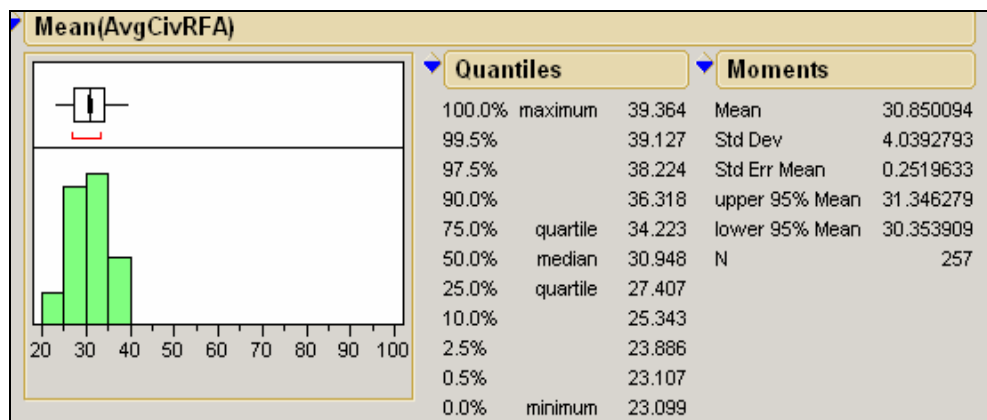 Mean(AvgCivRFA)
20 30 40 50 60 70 80 90 100
Quantiles
100.0% maximum 39.364
99.5% 39.127
97.5% 38.224
90.0% 36.318
75.0% quartile 34.223
50.0% median 30.948
25.0% quartile 27.407
10.0% 25.343
2.5% 23.886
0.5% 23.107
0.0% minimum 23.099
Moments
Mean 30.850094
Std Dev 4.0392793
Std Err Mean 0.2519633
upper 95% Mean 31.346279
lower 95% Mean 30.353909
N 257